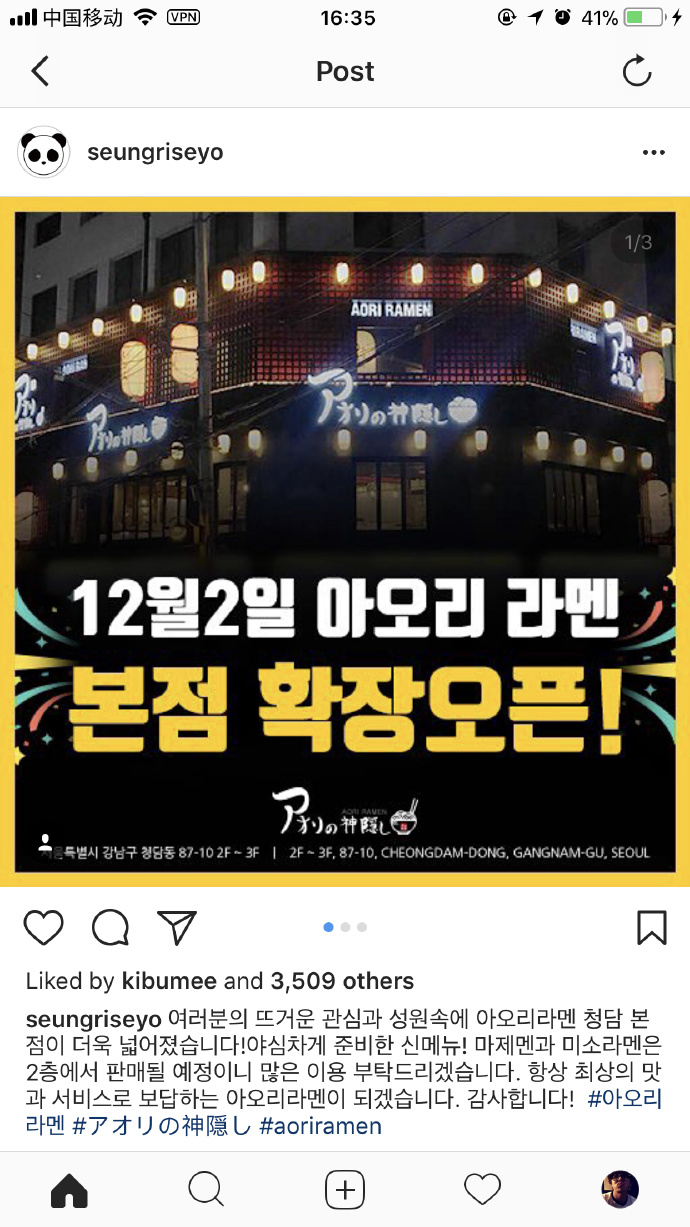 中国移动 VPN 16:35 41%
Post
seungriseyo
1/3
AORI RAMEN
アオリの神隠し
アオリの神隠し
12월2일 아오리 라멘
본점 확장오픈!
アオリの神隠し
AORI RAMEN
서울특별시 강남구 청담동 87-10 2F ~ 3F | 2F ~ 3F, 87-10, CHEONGDAM-DONG, GANGNAM-GU, SEOUL
Liked by kibumee and 3,509 others
seungriseyo 여러분의 뜨거운 관심과 성원속에 아오리라멘 청담 본
점이 더욱 넓어졌습니다!야심차게 준비한 신메뉴! 마제멘과 미소라멘은
2층에서 판매될 예정이니 많은 이용 부탁드리겠습니다. 항상 최상의 맛
과 서비스로 보답하는 아오리라멘이 되겠습니다. 감사합니다! #아오리
라멘 #アオリの神隠し #aoriramen